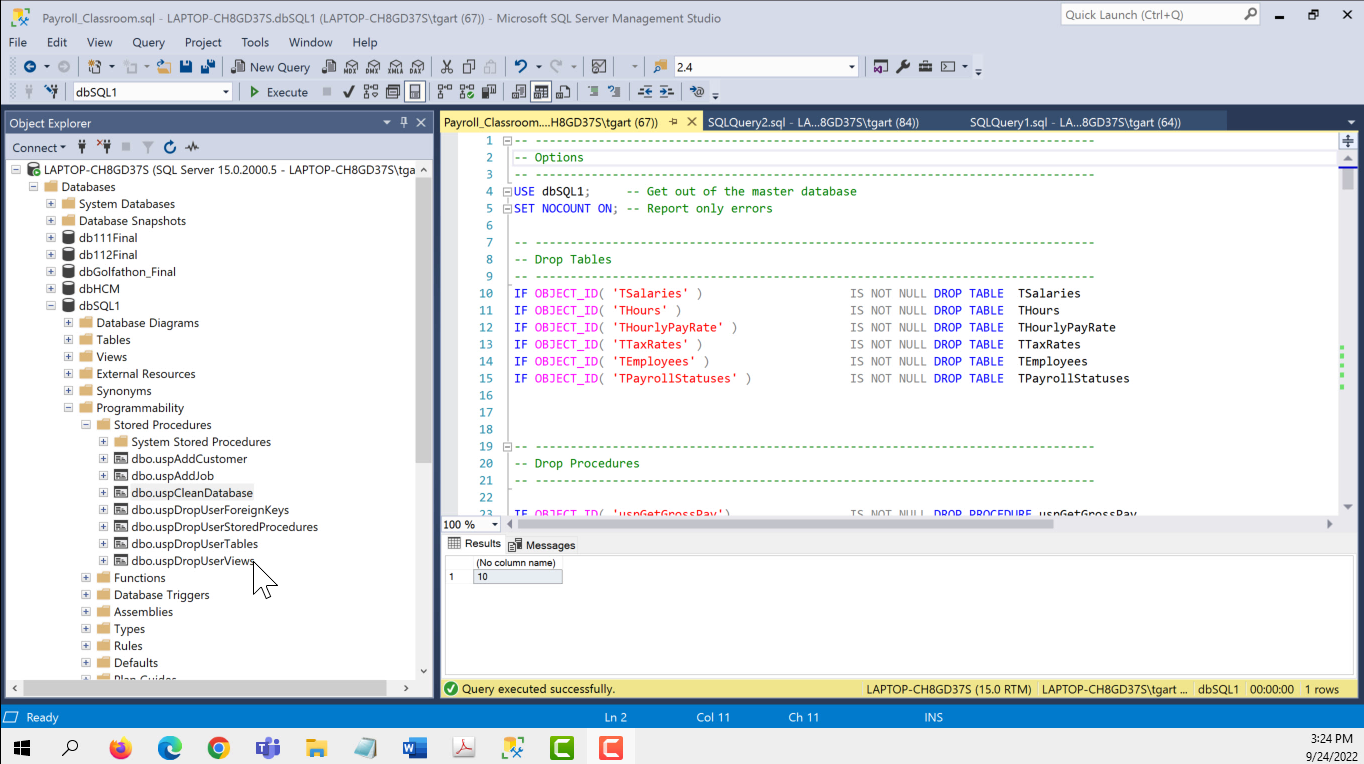 Payroll_Classroom.sql - LAPTOP-CH8GD37S.dbSQL1 (LAPTOP-CH8GD37S\tgart (67)) - Microsoft SQL Server Management Studio
Quick Launch (Ctrl+Q)
File Edit View Query Project Tools Window Help
New Query MDX DMX XMLA DAX 2.4
dbSQL1 Execute
Object Explorer
Connect
LAPTOP-CH8GD37S (SQL Server 15.0.2000.5 - LAPTOP-CH8GD37S\tga
Databases
System Databases
Database Snapshots
db111Final
db112Final
dbGolfathon_Final
dbHCM
dbSQL1
Database Diagrams
Tables
Views
External Resources
Synonyms
Programmability
Stored Procedures
System Stored Procedures
dbo.uspAddCustomer
dbo.uspAddJob
dbo.uspCleanDatabase
dbo.uspDropUserForeignKeys
dbo.uspDropUserStoredProcedures
dbo.uspDropUserTables
dbo.uspDropUserViews
Functions
Database Triggers
Assemblies
Types
Rules
Defaults
Plan Guides
Payroll_Classroom....H8GD37S\tgart (67)) SQLQuery2.sql - LA...8GD37S\tgart (84)) SQLQuery1.sql - LA...8GD37S\tgart (64))
1 -- --------------------------------------------------------------------------------
2 -- Options
3 -- --------------------------------------------------------------------------------
4 USE dbSQL1; -- Get out of the master database
5 SET NOCOUNT ON; -- Report only errors
6
7 -- --------------------------------------------------------------------------------
8 -- Drop Tables
9 -- --------------------------------------------------------------------------------
10 IF OBJECT_ID( 'TSalaries' ) IS NOT NULL DROP TABLE TSalaries
11 IF OBJECT_ID( 'THours' ) IS NOT NULL DROP TABLE THours
12 IF OBJECT_ID( 'THourlyPayRate' ) IS NOT NULL DROP TABLE THourlyPayRate
13 IF OBJECT_ID( 'TTaxRates' ) IS NOT NULL DROP TABLE TTaxRates
14 IF OBJECT_ID( 'TEmployees' ) IS NOT NULL DROP TABLE TEmployees
15 IF OBJECT_ID( 'TPayrollStatuses' ) IS NOT NULL DROP TABLE TPayrollStatuses
16
17
18
19 -- --------------------------------------------------------------------------------
20 -- Drop Procedures
21 -- --------------------------------------------------------------------------------
22
23 IF OBJECT_ID( 'uspGetGrossPay') IS NOT NULL DROP PROCEDURE uspGetGrossPay
100 %
Results Messages
(No column name)
1 10
Query executed successfully. LAPTOP-CH8GD37S (15.0 RTM) LAPTOP-CH8GD37S\tgart ... dbSQL1 00:00:00 1 rows
Ready Ln 2 Col 11 Ch 11 INS
3:24 PM
9/24/2022